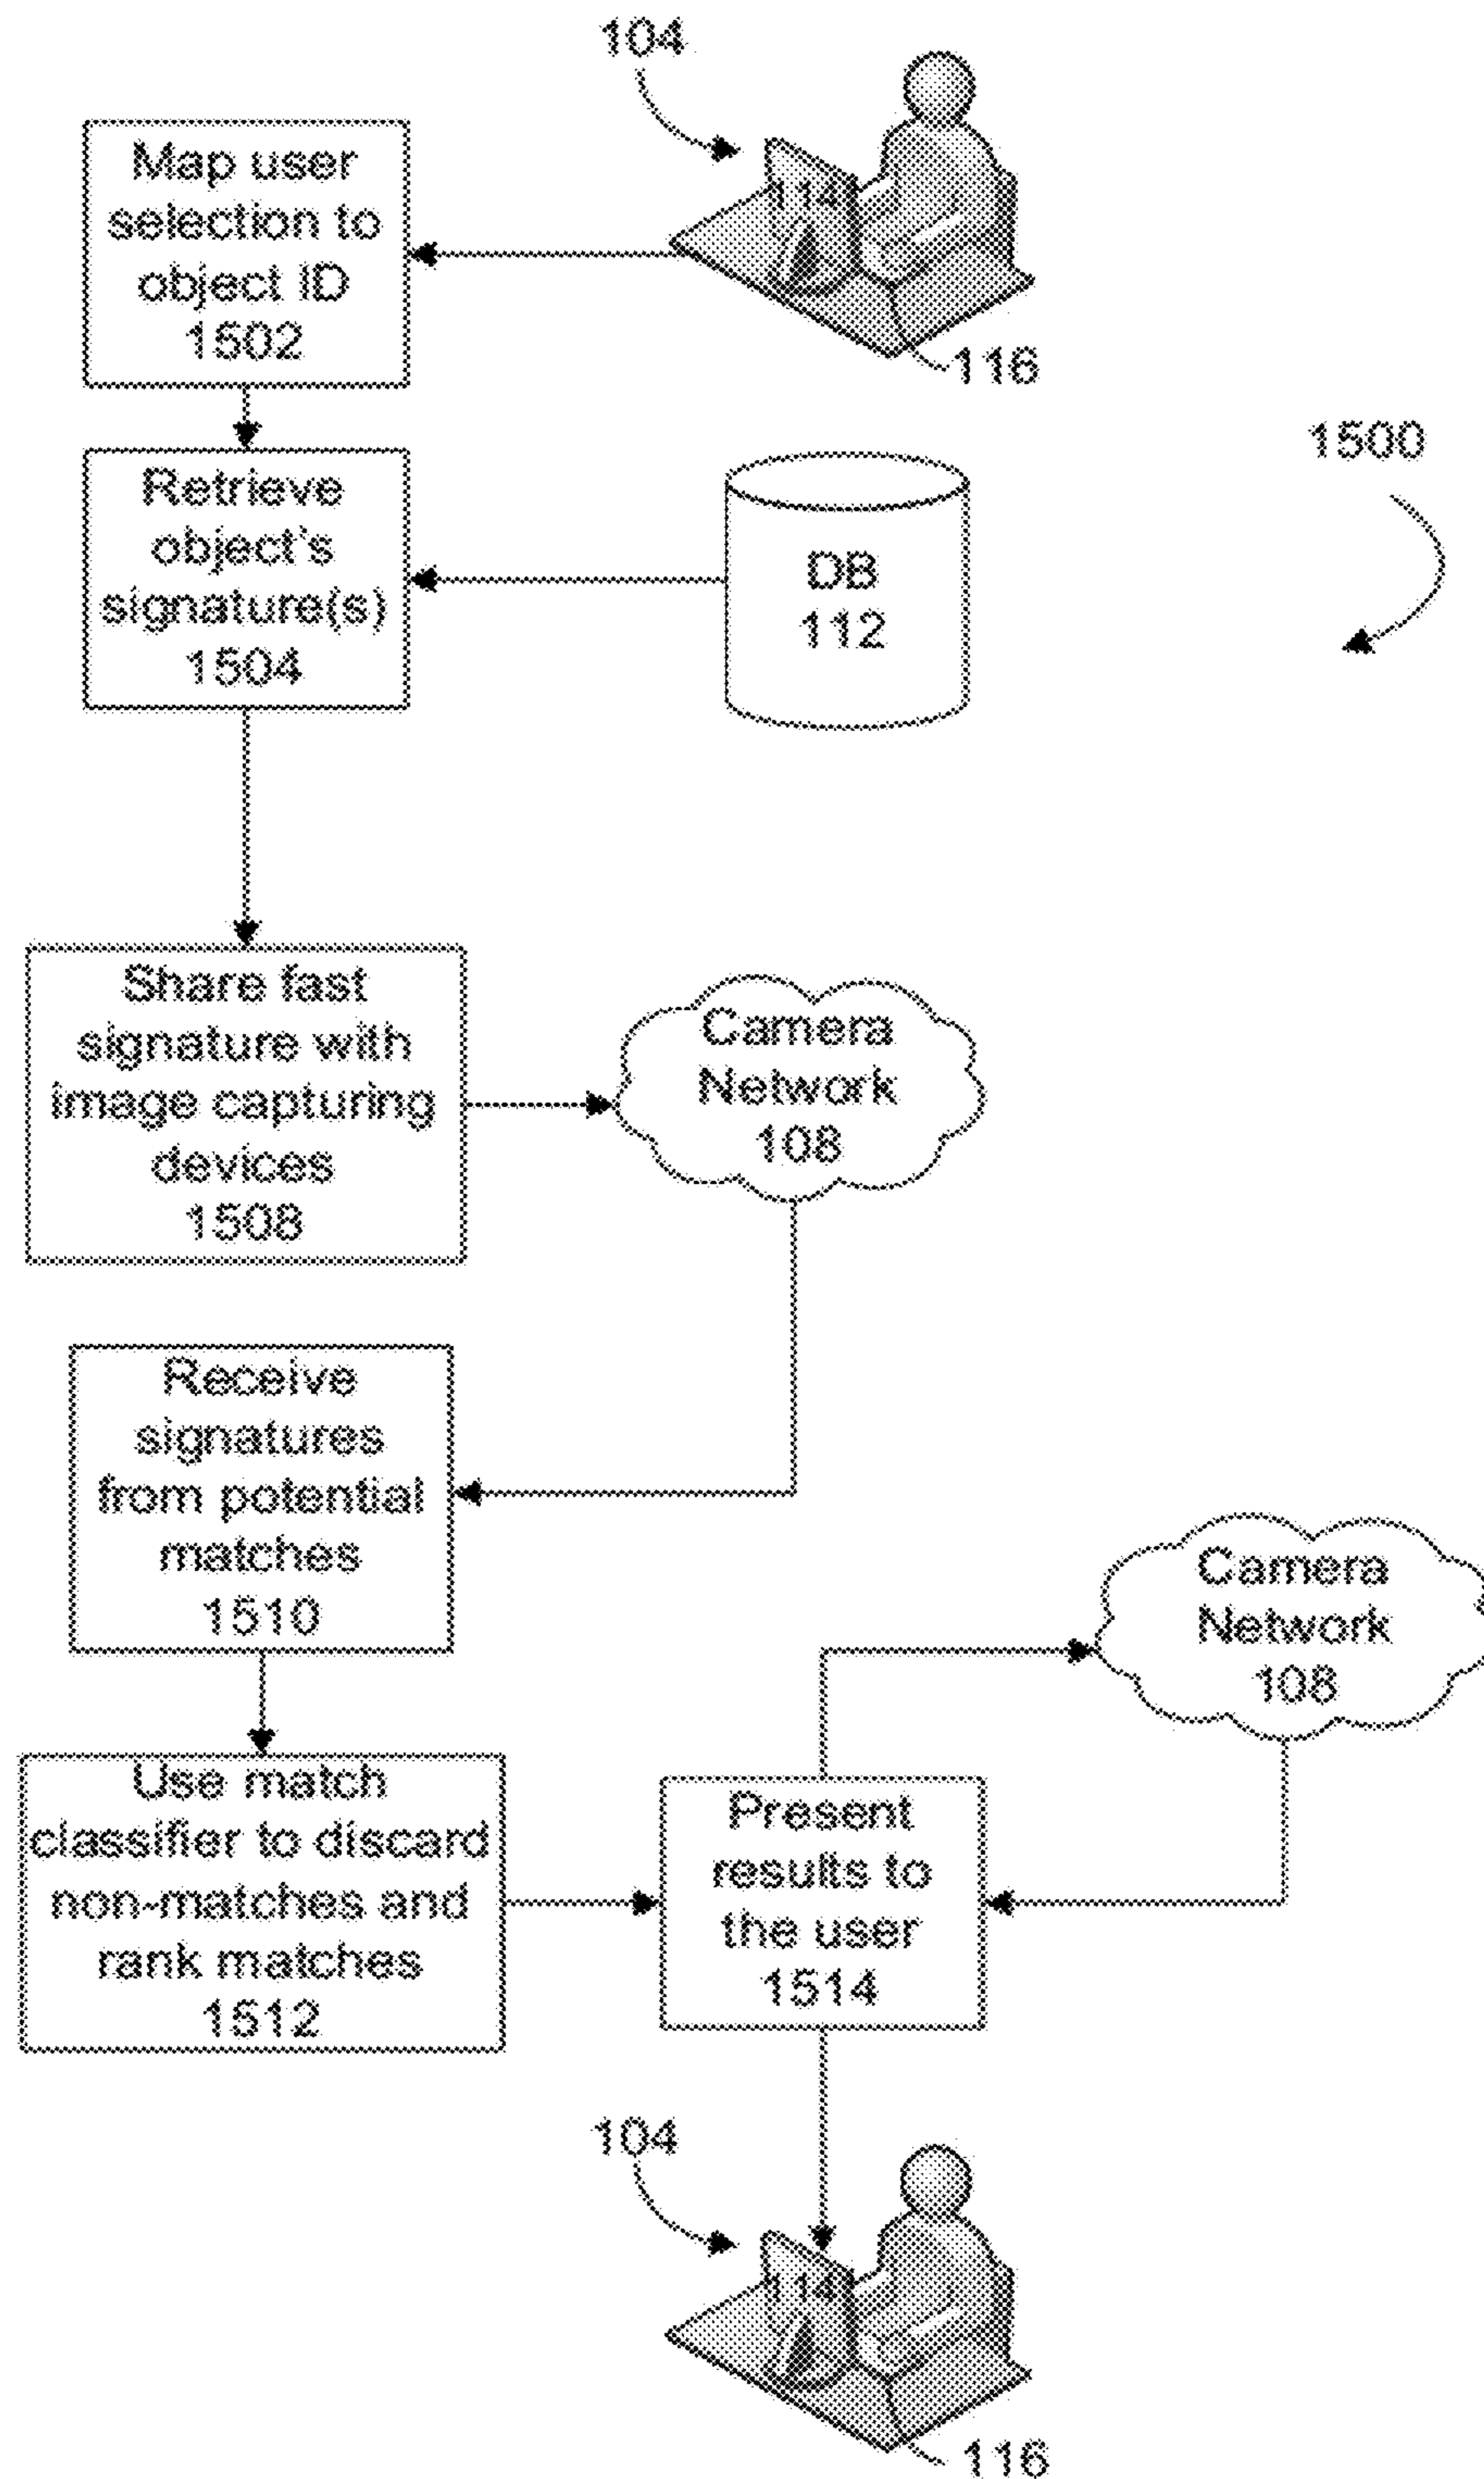 104
Map user
selection to
object ID
1502
114
116
1500
Retrieve
object's
signature(s)
1504
DB
112
Share fast
signature with
image capturing
devices
1508
Camera
Network
108
Receive
signatures
from potential
matches
1510
Camera
Network
108
Use match
classifier to discard
non-matches and
rank matches
1512
Present
results to
the user
1514
104
114
116